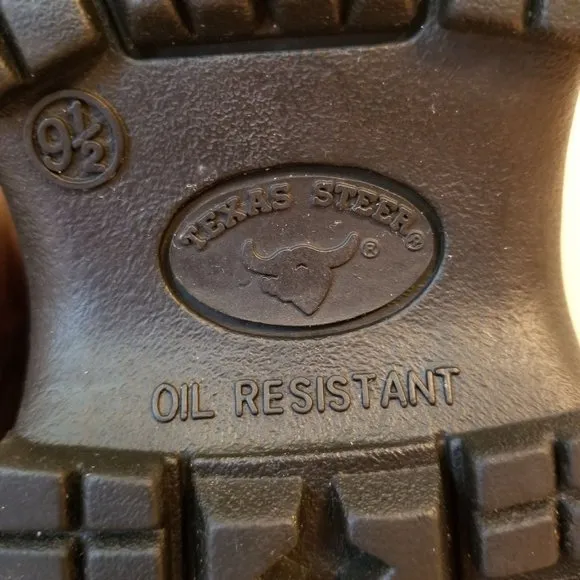 9½
TEXAS STEER®
®
OIL RESISTANT